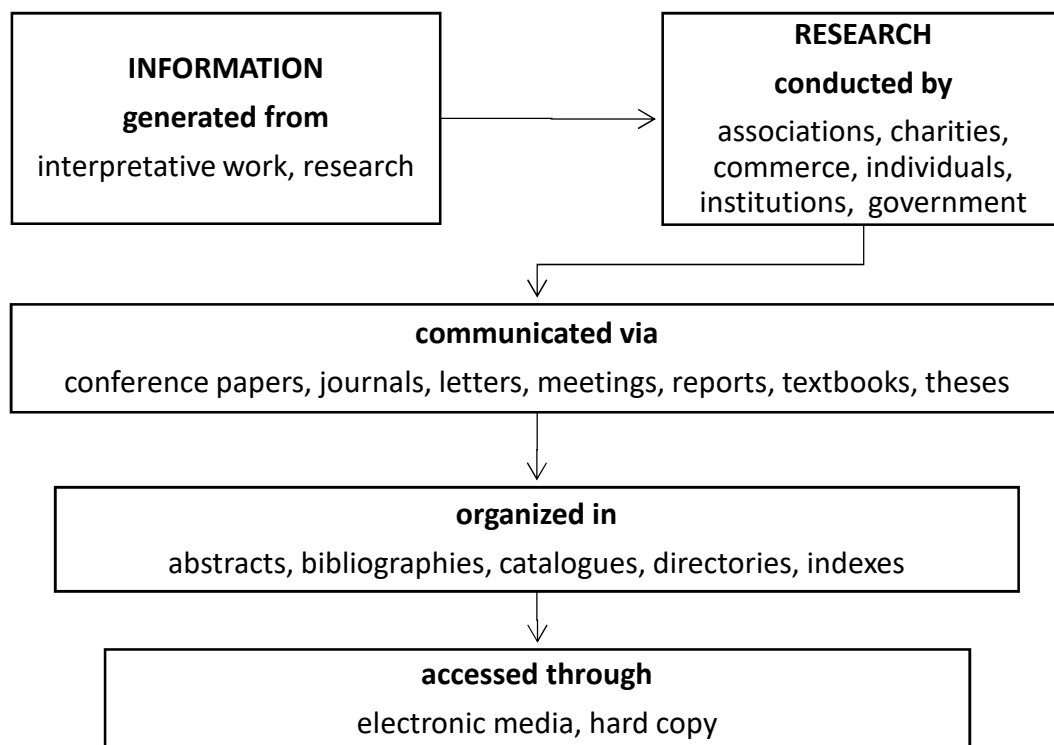 INFORMATION
generated from
interpretative work, research
RESEARCH
conducted by
associations, charities,
commerce, individuals,
institutions, government
communicated via
conference papers, journals, letters, meetings, reports, textbooks, theses
organized in
abstracts, bibliographies, catalogues, directories, indexes
accessed through
electronic media, hard copy